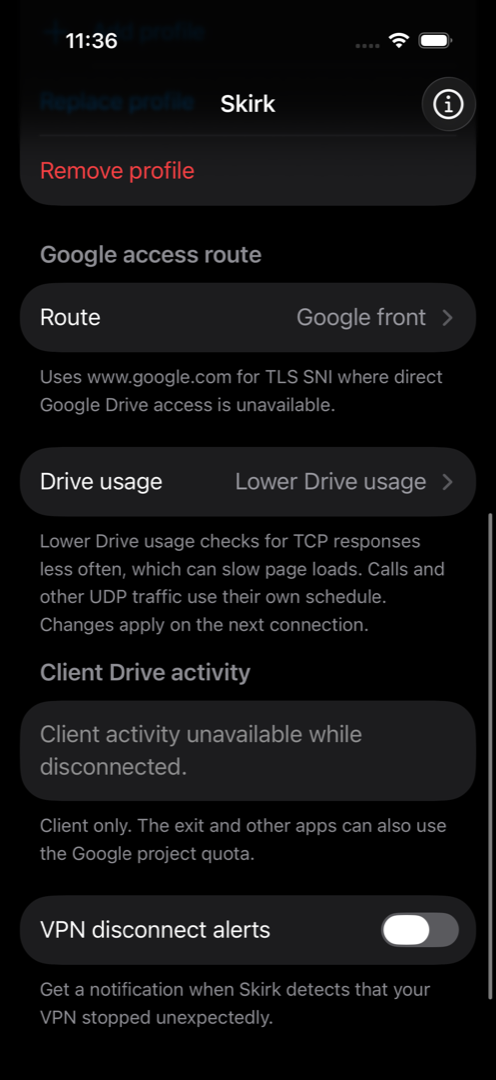 11:36
Add profile
Replace profile
Skirk
Remove profile
Google access route
Route
Google front
Uses www.google.com for TLS SNI where direct
Google Drive access is unavailable.
Drive usage
Lower Drive usage
Lower Drive usage checks for TCP responses
less often, which can slow page loads. Calls and
other UDP traffic use their own schedule.
Changes apply on the next connection.
Client Drive activity
Client activity unavailable while
disconnected.
Client only. The exit and other apps can also use
the Google project quota.
VPN disconnect alerts
Get a notification when Skirk detects that your
VPN stopped unexpectedly.